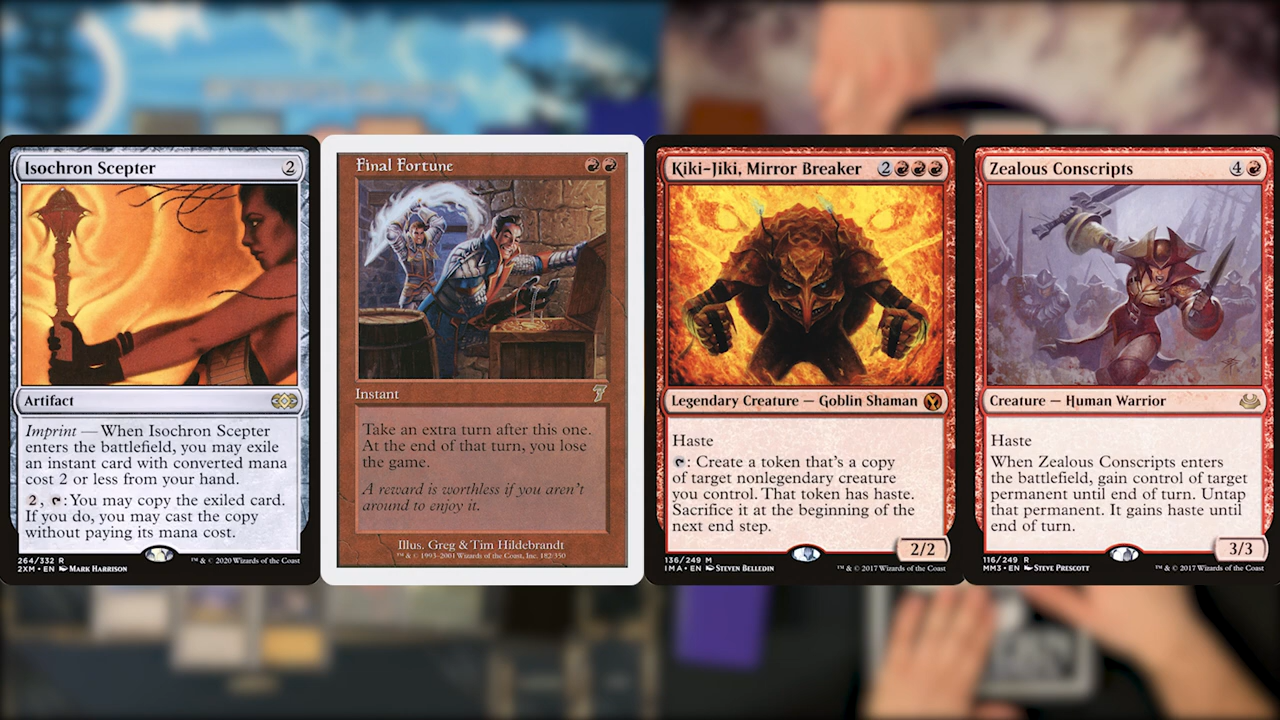 Isochron Scepter 2
Artifact
Imprint — When Isochron Scepter
enters the battlefield, you may exile
an instant card with converted mana
cost 2 or less from your hand.
2, : You may copy the exiled card.
If you do, you may cast the copy
without paying its mana cost.
264/332 R
2XM • EN Mark Harrison
™ & © 2020 Wizards of the Coast
Final Fortune
Instant
Take an extra turn after this one.
At the end of that turn, you lose
the game.
A reward is worthless if you aren't
around to enjoy it.
Illus. Greg & Tim Hildebrandt
™ & © 1993–2001 Wizards of the Coast, Inc. 182/350
Kiki-Jiki, Mirror Breaker 2
Legendary Creature — Goblin Shaman
Haste
: Create a token that's a copy
of target nonlegendary creature
you control. That token has haste.
Sacrifice it at the beginning of the
next end step.
2/2
136/249 M
IMA • EN Steven Belledin
™ & © 2017 Wizards of the Coast
Zealous Conscripts 4
Creature — Human Warrior
Haste
When Zealous Conscripts enters
the battlefield, gain control of target
permanent until end of turn. Untap
that permanent. It gains haste until
end of turn.
3/3
116/249 R
MM3 • EN Steve Prescott
™ & © 2017 Wizards of the Coast